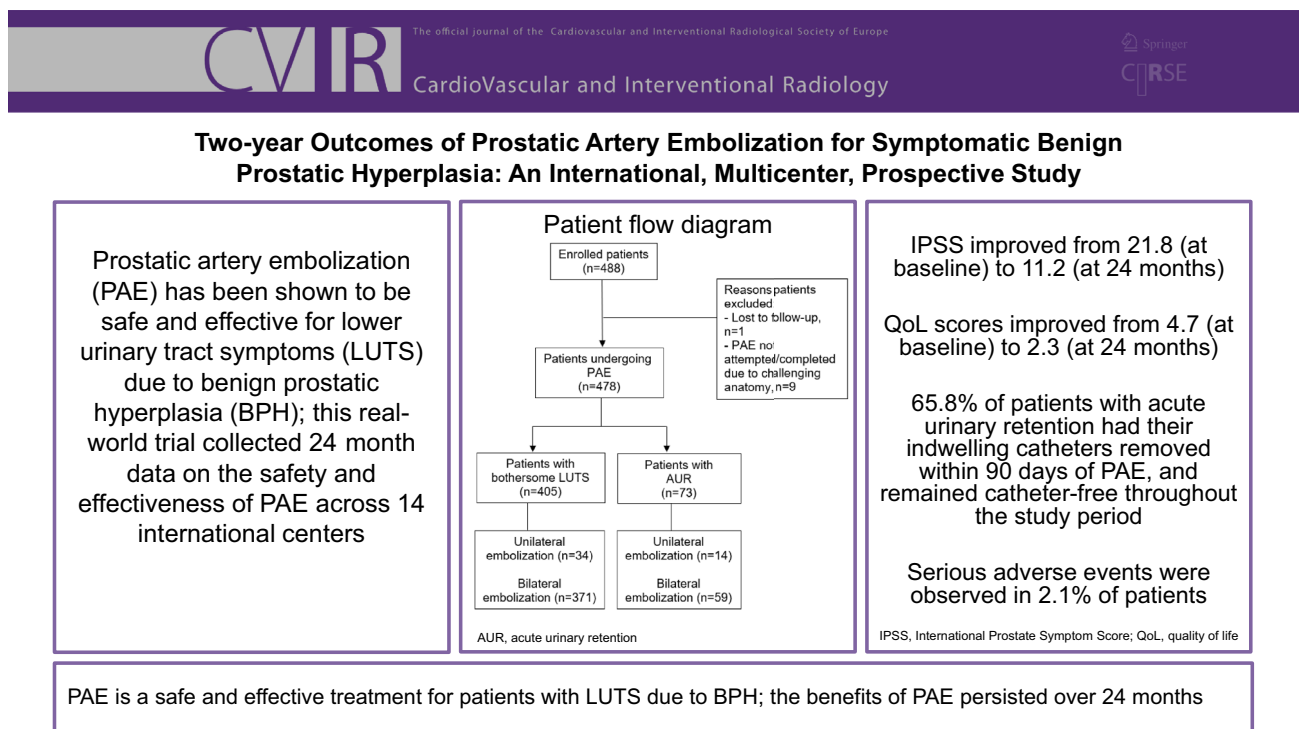 CVIR
The official journal of the Cardiovascular and Interventional Radiological Society of Europe
CardioVascular and Interventional Radiology
Springer
CIRSE
Two-year Outcomes of Prostatic Artery Embolization for Symptomatic Benign
Prostatic Hyperplasia: An International, Multicenter, Prospective Study
Prostatic artery embolization
(PAE) has been shown to be
safe and effective for lower
urinary tract symptoms (LUTS)
due to benign prostatic
hyperplasia (BPH); this real-
world trial collected 24 month
data on the safety and
effectiveness of PAE across 14
international centers
Patient flow diagram
Enrolled patients
(n=488)
Reasons patients
excluded
- Lost to follow-up,
n=1
- PAE not
attempted/completed
due to challenging
anatomy, n=9
Patients undergoing
PAE
(n=478)
Patients with
bothersome LUTS
(n=405)
Patients with
AUR
(n=73)
Unilateral
embolization (n=34)
Bilateral
embolization (n=371)
Unilateral
embolization (n=14)
Bilateral
embolization (n=59)
AUR, acute urinary retention
IPSS improved from 21.8 (at
baseline) to 11.2 (at 24 months)
QoL scores improved from 4.7 (at
baseline) to 2.3 (at 24 months)
65.8% of patients with acute
urinary retention had their
indwelling catheters removed
within 90 days of PAE, and
remained catheter-free throughout
the study period
Serious adverse events were
observed in 2.1% of patients
IPSS, International Prostate Symptom Score; QoL, quality of life
PAE is a safe and effective treatment for patients with LUTS due to BPH; the benefits of PAE persisted over 24 months